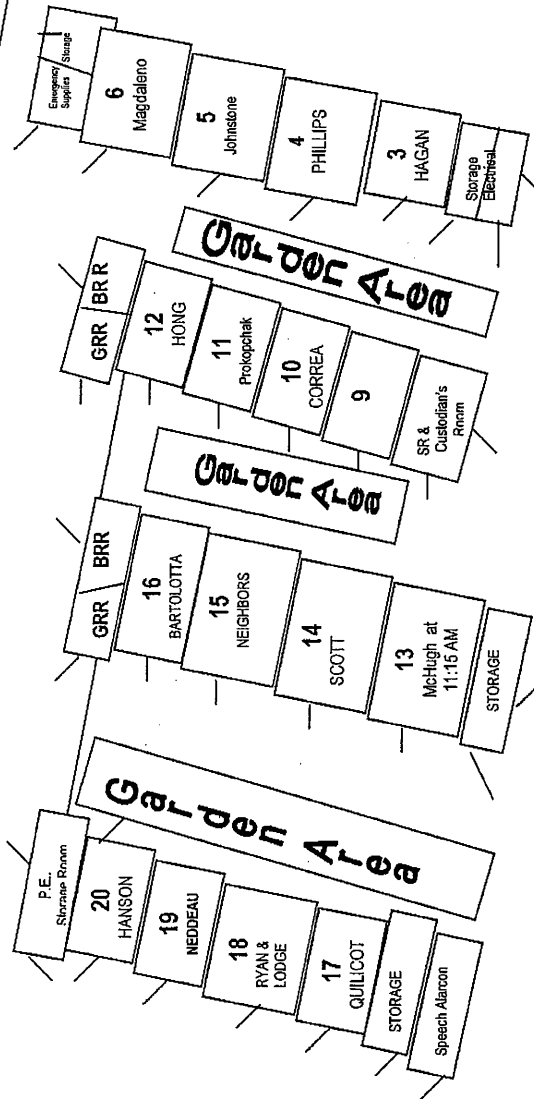 Storage
Emergency
Supplies
6
Magdaleno
5
Johnstone
4
PHILLIPS
3
HAGAN
Storage
Electrical
Garden Area
GRR
BR R
12
HONG
11
Prokopchak
10
CORREA
9
SR &
Custodian's
Room
Garden Area
GRR
BRR
16
BARTOLOTTA
15
NEIGHBORS
14
SCOTT
13
McHugh at
11:15 AM
STORAGE
Garden Area
P.E.
Storage Room
20
HANSON
19
NEDDEAU
18
RYAN &
LODGE
17
QUILICOT
STORAGE
Speech Alarcon